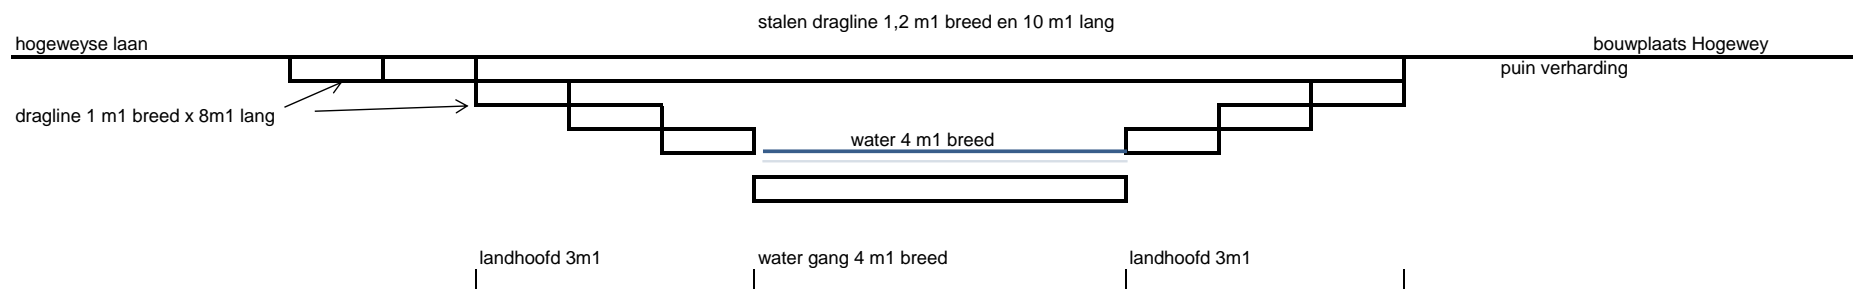 stalen dragline 1,2 m1 breed en 10 m1 lang
hogeweyse laan
bouwplaats Hogewey
puin verharding
dragline 1 m1 breed x 8m1 lang
water 4 m1 breed
landhoofd 3m1
water gang 4 m1 breed
landhoofd 3m1